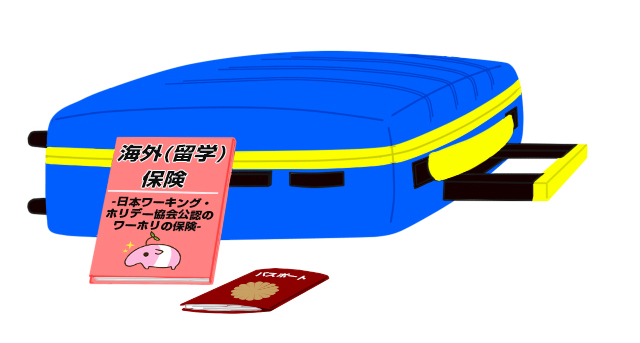 海外(留学)
保険
-日本ワーキング・
ホリデー協会公認の
ワーホリの保険-
パスポート